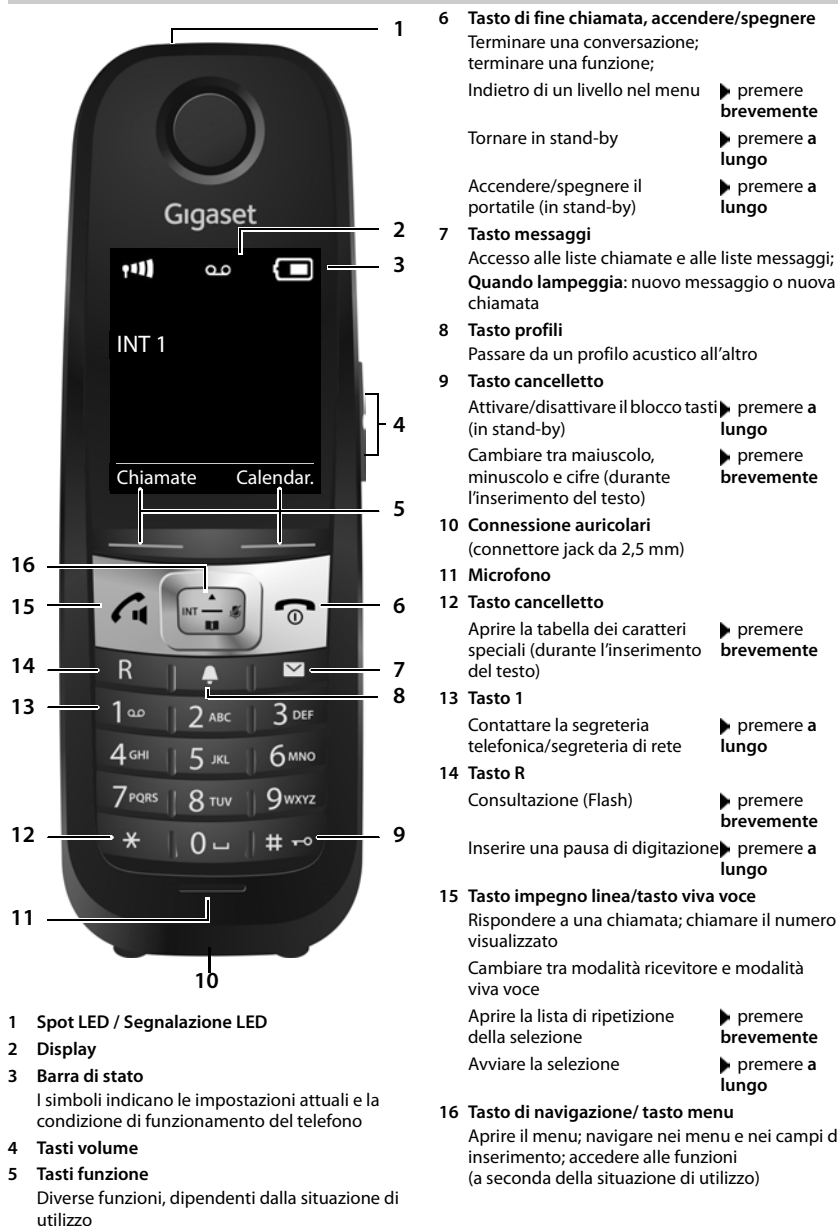 1
Gigaset
2
3
INT 1
4
Chiamate Calendar.
5
16
INT
15
6
14
R
7
8
13
1
2 ABC
3 DEF
4 GHI
5 JKL
6 MNO
7 PQRS
8 TUV
9 WXYZ
12
*
0
#
9
11
10
1 Spot LED / Segnalazione LED
2 Display
3 Barra di stato
I simboli indicano le impostazioni attuali e la
condizione di funzionamento del telefono
4 Tasti volume
5 Tasti funzione
Diverse funzioni, dipendenti dalla situazione di
utilizzo
6 Tasto di fine chiamata, accendere/spegnere
Terminare una conversazione;
terminare una funzione;
Indietro di un livello nel menu premere
brevemente
Tornare in stand-by premere a
lungo
Accendere/spegnere il premere a
portatile (in stand-by) lungo
7 Tasto messaggi
Accesso alle liste chiamate e alle liste messaggi;
Quando lampeggia: nuovo messaggio o nuova
chiamata
8 Tasto profili
Passare da un profilo acustico all'altro
9 Tasto cancelletto
Attivare/disattivare il blocco tasti premere a
(in stand-by) lungo
Cambiare tra maiuscolo, premere
minuscolo e cifre (durante brevemente
l'inserimento del testo)
10 Connessione auricolari
(connettore jack da 2,5 mm)
11 Microfono
12 Tasto cancelletto
Aprire la tabella dei caratteri premere
speciali (durante l'inserimento brevemente
del testo)
13 Tasto 1
Contattare la segreteria premere a
telefonica/segreteria di rete lungo
14 Tasto R
Consultazione (Flash) premere
brevemente
Inserire una pausa di digitazione premere a
lungo
15 Tasto impegno linea/tasto viva voce
Rispondere a una chiamata; chiamare il numero
visualizzato
Cambiare tra modalità ricevitore e modalità
viva voce
Aprire la lista di ripetizione premere
della selezione brevemente
Avviare la selezione premere a
lungo
16 Tasto di navigazione/ tasto menu
Aprire il menu; navigare nei menu e nei campi d
inserimento; accedere alle funzioni
(a seconda della situazione di utilizzo)